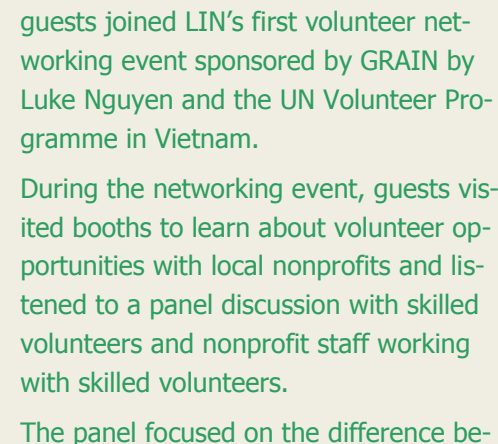 guests joined LIN’s first volunteer net-
working event sponsored by GRAIN by
Luke Nguyen and the UN Volunteer Pro-
gramme in Vietnam.
During the networking event, guests vis-
ited booths to learn about volunteer op-
portunities with local nonprofits and lis-
tened to a panel discussion with skilled
volunteers and nonprofit staff working
with skilled volunteers.
The panel focused on the difference be-